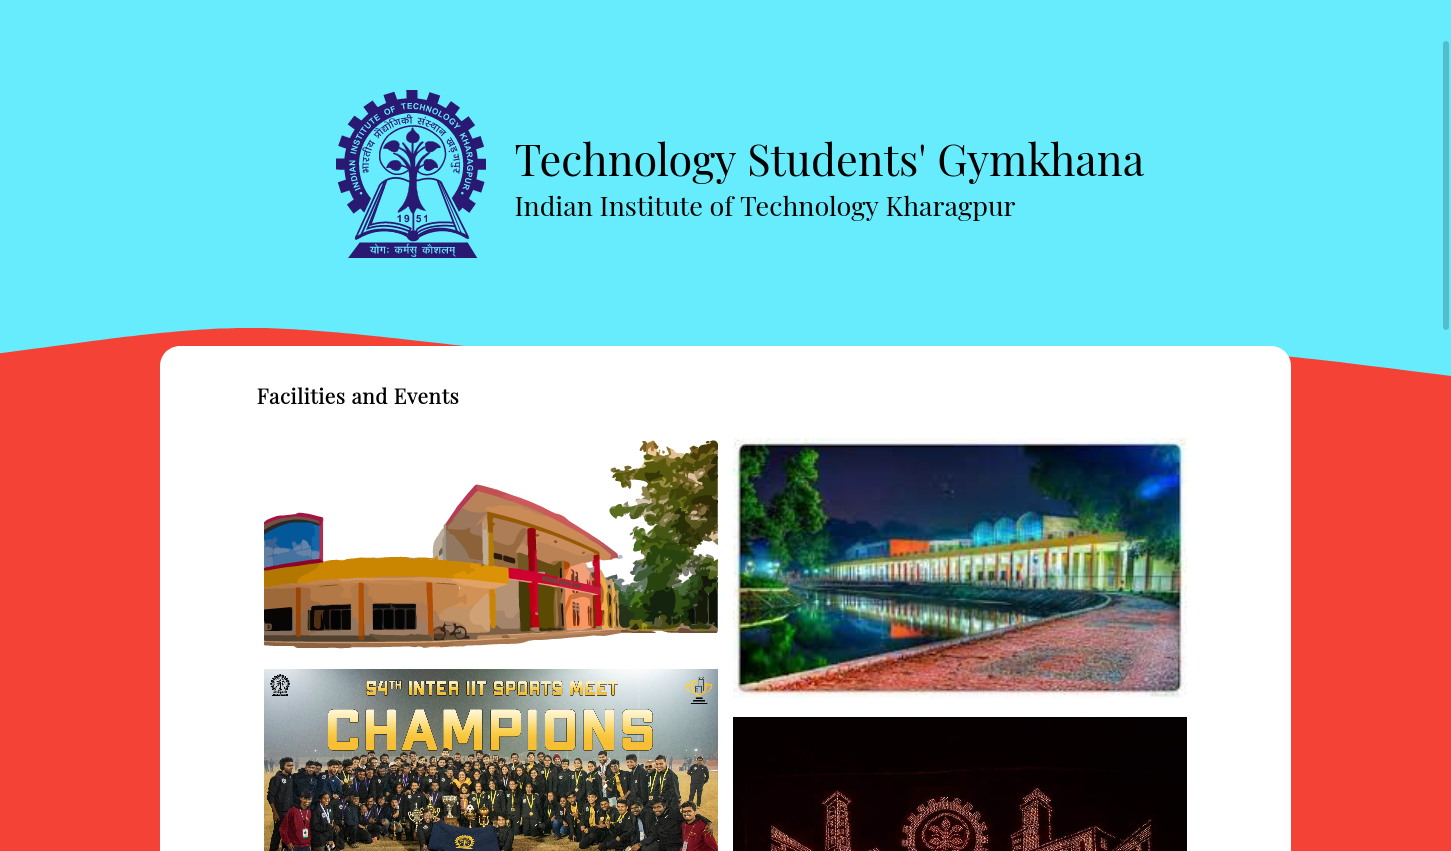 INDIAN INSTITUTE OF TECHNOLOGY KHARAGPUR
भारतीय प्रौद्योगिकी संस्थान खड़गपुर
1951
योगः कर्मसु कौशलम्
Technology Students' Gymkhana
Indian Institute of Technology Kharagpur
Facilities and Events
54TH INTER IIT SPORTS MEET
CHAMPIONS